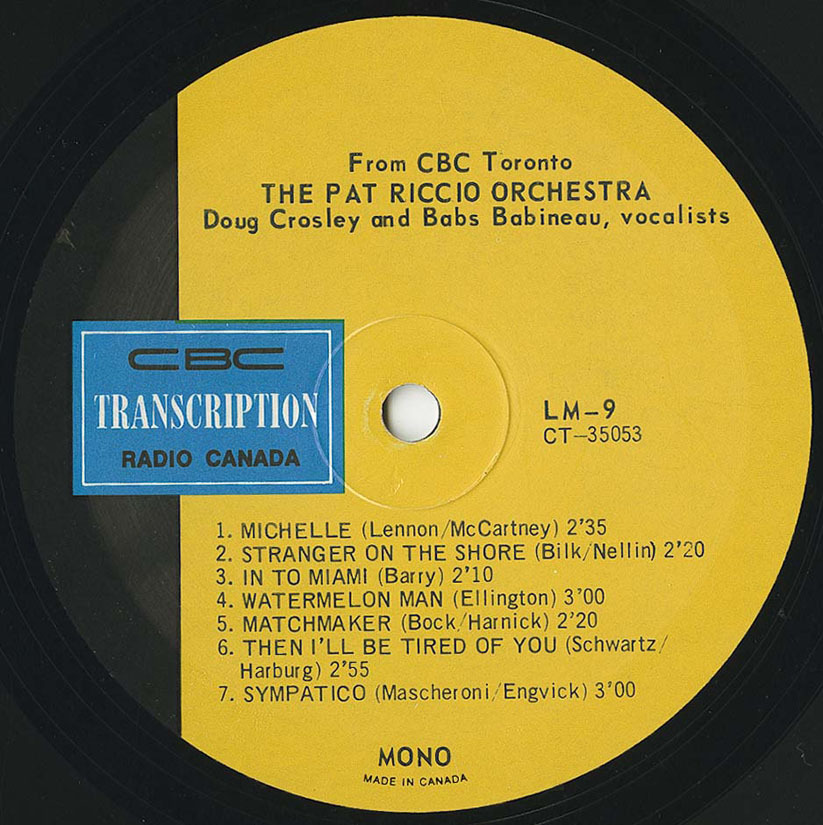 From CBC Toronto
THE PAT RICCIO ORCHESTRA
Doug Crosley and Babs Babineau, vocalists
CBC
TRANSCRIPTION
RADIO CANADA
LM-9
CT-35053
1. MICHELLE (Lennon/McCartney) 2'35
2. STRANGER ON THE SHORE (Bilk/Nellin) 2'20
3. IN TO MIAMI (Barry) 2'10
4. WATERMELON MAN (Ellington) 3'00
5. MATCHMAKER (Bock/Harnick) 2'20
6. THEN I'LL BE TIRED OF YOU (Schwartz/
Harburg) 2'55
7. SYMPATICO (Mascheroni/Engvick) 3'00
MONO
MADE IN CANADA